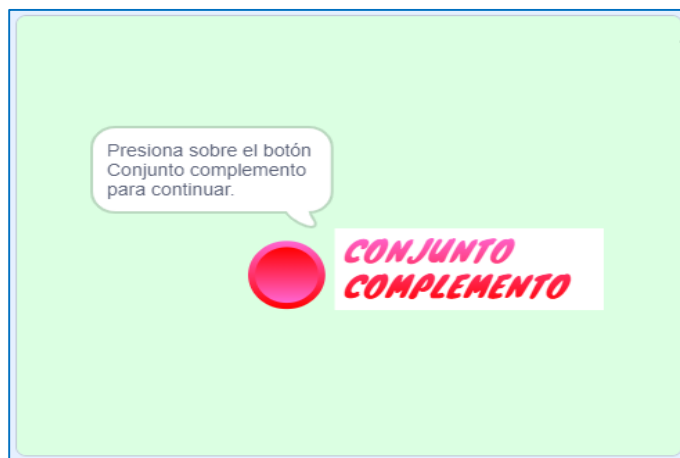 Presiona sobre el botón
Conjunto complemento
para continuar.
CONJUNTO
COMPLEMENTO